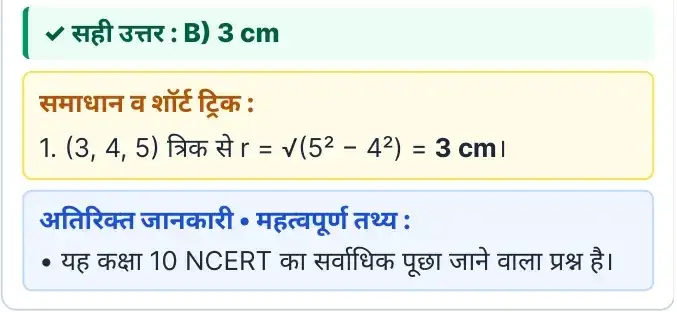 ✓ सही उत्तर : B) 3 cm
समाधान व शॉर्ट ट्रिक :
1. (3, 4, 5) त्रिक से r = √(5² − 4²) = 3 cm।
अतिरिक्त जानकारी • महत्वपूर्ण तथ्य :
• यह कक्षा 10 NCERT का सर्वाधिक पूछा जाने वाला प्रश्न है।